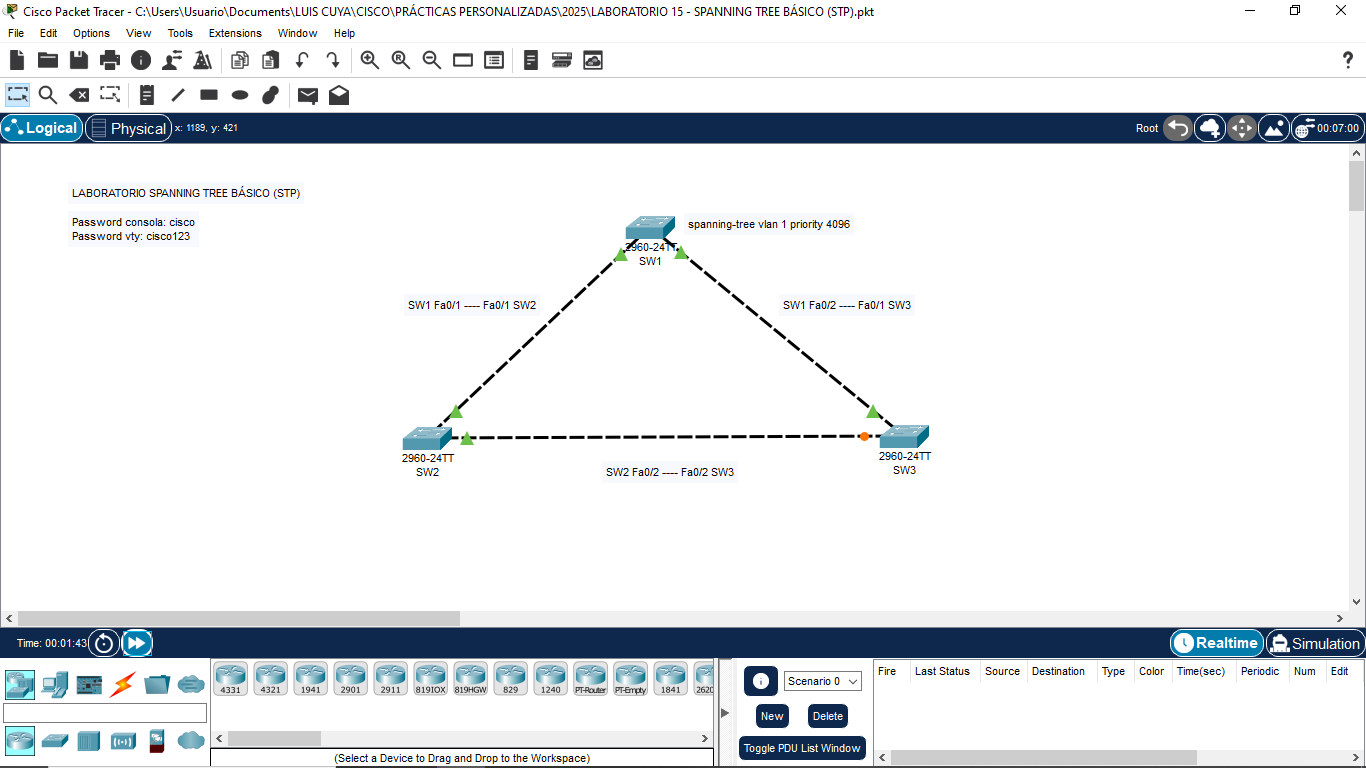 Cisco Packet Tracer - C:\Users\Usuario\Documents\LUIS CUYA\CISCO\PRÁCTICAS PERSONALIZADAS\2025\LABORATORIO 15 - SPANNING TREE BÁSICO (STP).pkt
File Edit Options View Tools Extensions Window Help
?
Logical Physical x: 1189, y: 421 Root 00:07:00
LABORATORIO SPANNING TREE BÁSICO (STP)
Password consola: cisco
Password vty: cisco123
spanning-tree vlan 1 priority 4096
2960-24TT
SW1
SW1 Fa0/1 ---- Fa0/1 SW2
SW1 Fa0/2 ---- Fa0/1 SW3
2960-24TT
SW2
2960-24TT
SW3
SW2 Fa0/2 ---- Fa0/2 SW3
Time: 00:01:43 Realtime Simulation
4331 4321 1941 2901 2911 819IOX 819HGW 829 1240 PT-Router PT-Empty 1841 2620
(Select a Device to Drag and Drop to the Workspace)
Scenario 0
New Delete
Toggle PDU List Window
Fire Last Status Source Destination Type Color Time(sec) Periodic Num Edit